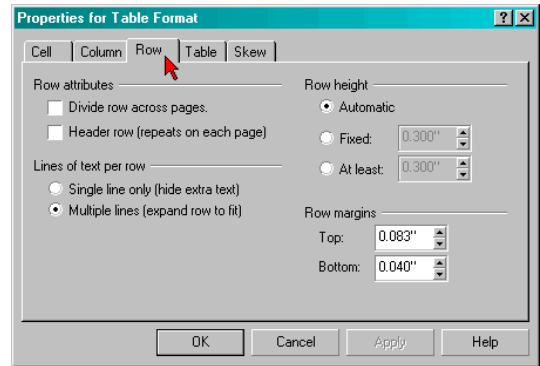 Properties for Table Format
Cell Column Row Table Skew
Row attributes
Divide row across pages.
Header row (repeats on each page)
Lines of text per row
Single line only (hide extra text)
Multiple lines (expand row to fit)
Row height
Automatic
Fixed: 0.300"
At least: 0.300"
Row margins
Top: 0.083"
Bottom: 0.040"
OK Cancel Apply Help